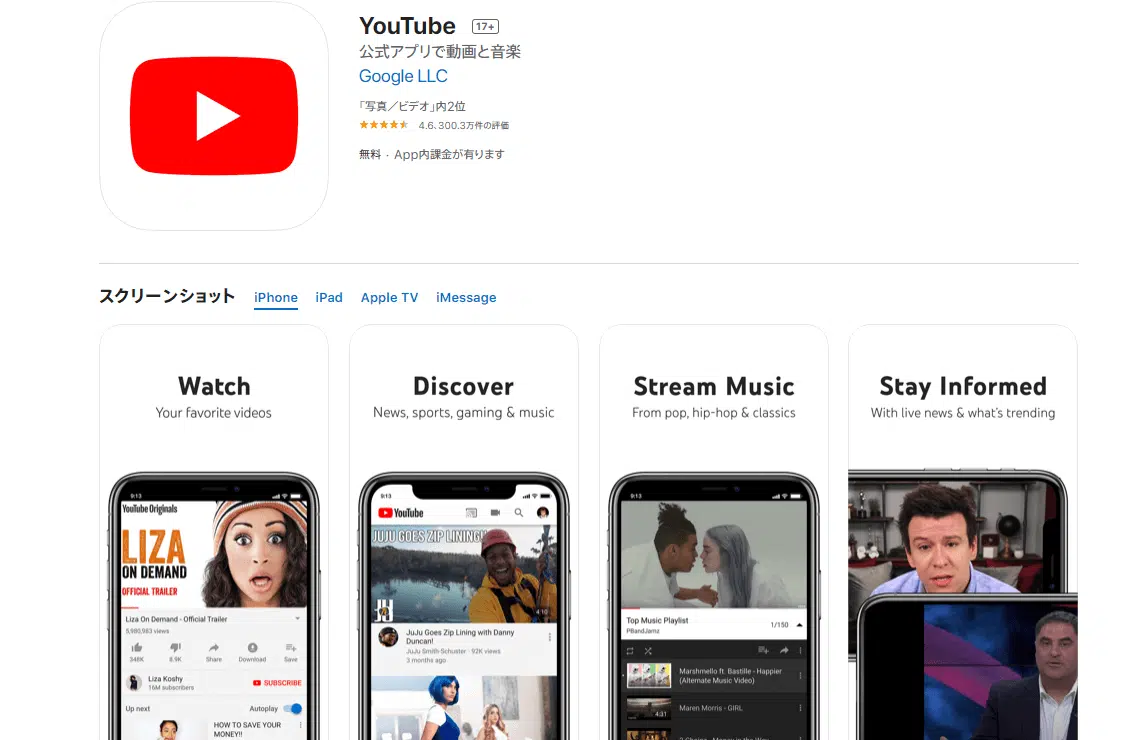 YouTube 17+
公式アプリで動画と音楽
Google LLC
「写真／ビデオ」内2位
4.6、300.3万件の評価
無料 · App内課金が有ります
スクリーンショット iPhone iPad Apple TV iMessage
Watch
Your favorite videos
9:13
YouTube Originals
LIZA
ON DEMAND
OFFICIAL TRAILER
Liza On Demand - Official Trailer
5,980,983 views
348K 8.9K Share Download Save
Liza Koshy
16M subscribers
SUBSCRIBE
Up next Autoplay
HOW TO SAVE YOUR
MONEY!!
Discover
News, sports, gaming & music
9:13
YouTube
JUJU GOES ZIP LINING!
JJ
4:10
JuJu Goes Zip Lining with Danny
Duncan!
JuJu Smith-Schuster · 92K views
3 months ago
Stream Music
From pop, hip-hop & classics
9:13
Top Music Playlist
PBandJamz
1/150
Marshmello ft. Bastille - Happier
(Alternate Music Video)
4:31
Maren Morris - GIRL
2 Chainz - Money in the Way
Stay Informed
With live news & what's trending